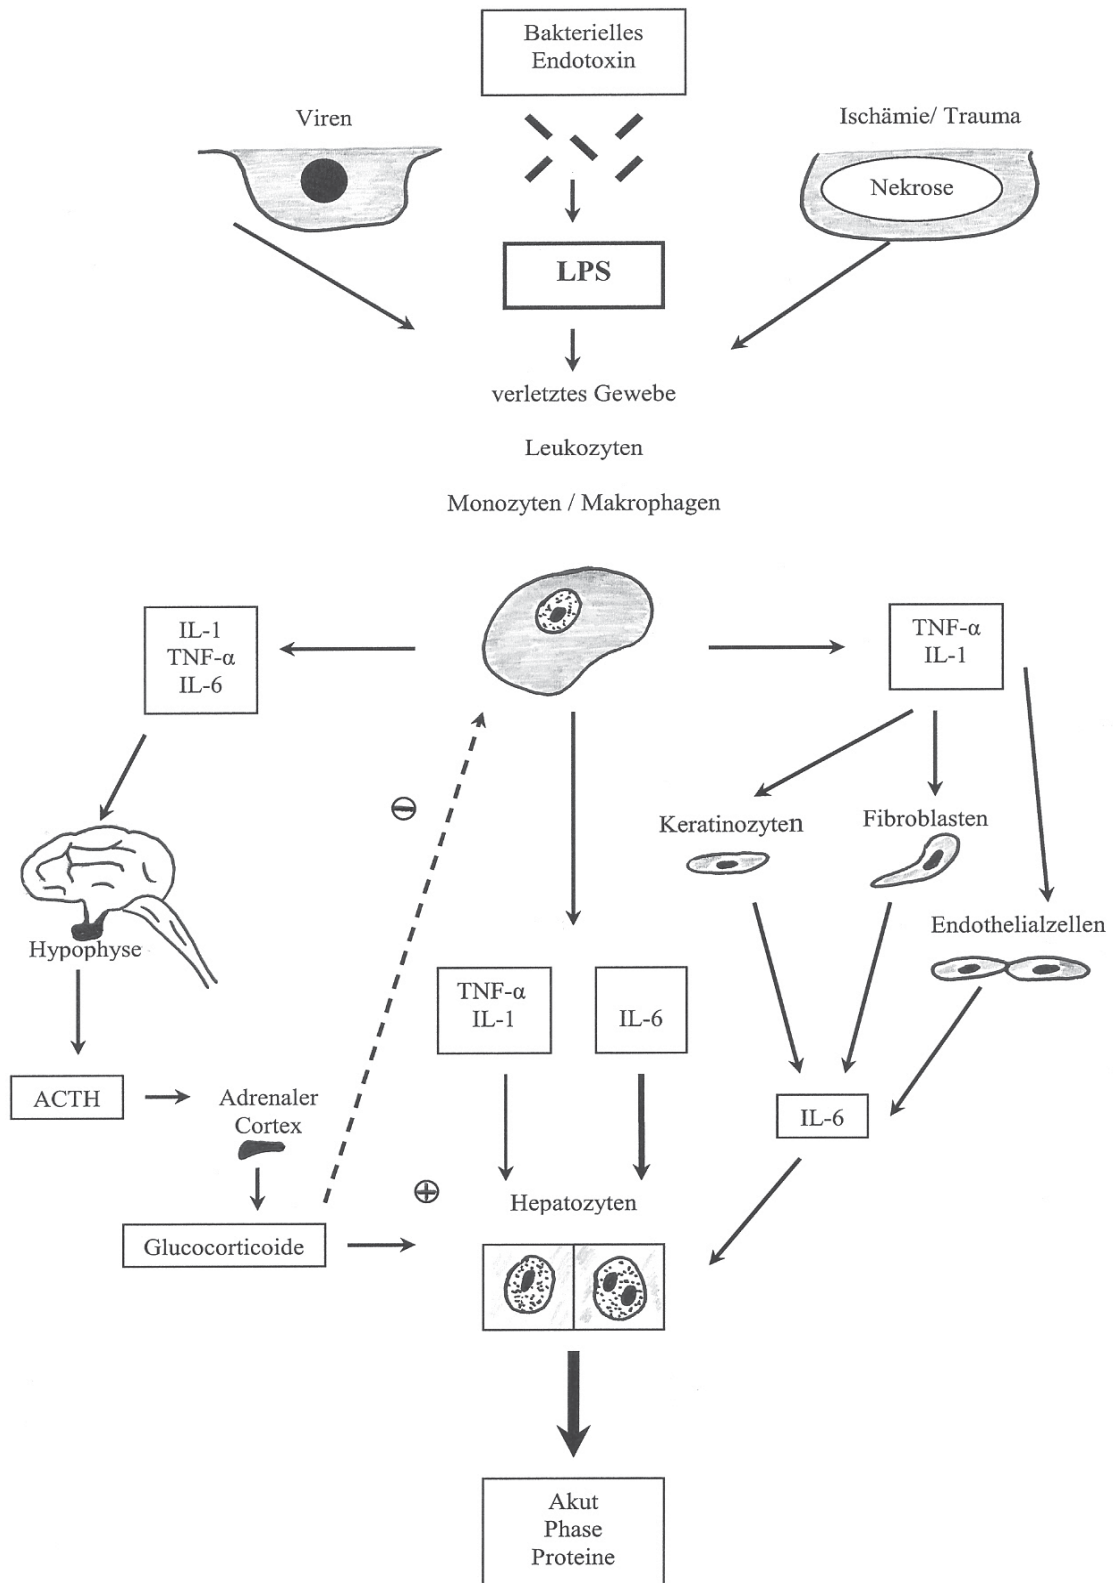 Bakterielles
Endotoxin
Viren
Ischämie/ Trauma
Nekrose
LPS
verletztes Gewebe
Leukozyten
Monozyten / Makrophagen
IL-1
TNF-α
IL-6
TNF-α
IL-1
⊖
Keratinozyten
Fibroblasten
Endothelialzellen
Hypophyse
TNF-α
IL-1
IL-6
ACTH
Adrenaler
Cortex
IL-6
⊕
Hepatozyten
Glucocorticoide
Akut
Phase
Proteine